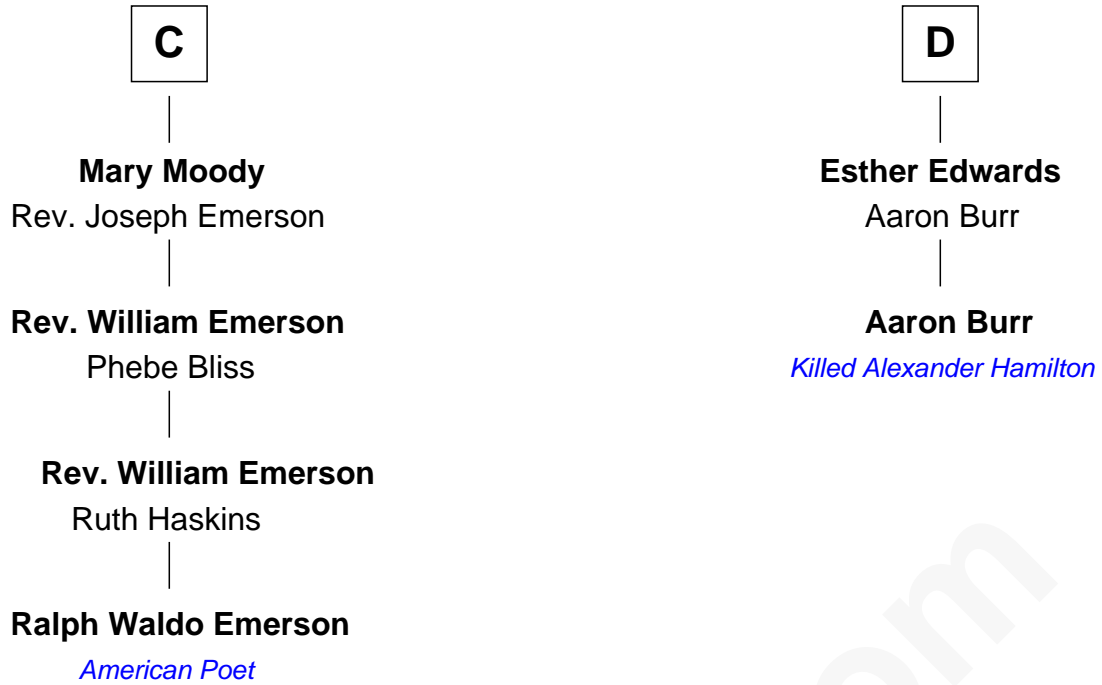 C
Mary Moody
Rev. Joseph Emerson
Rev. William Emerson
Phebe Bliss
Rev. William Emerson
Ruth Haskins
Ralph Waldo Emerson
American Poet
D
Esther Edwards
Aaron Burr
Aaron Burr
Killed Alexander Hamilton
om